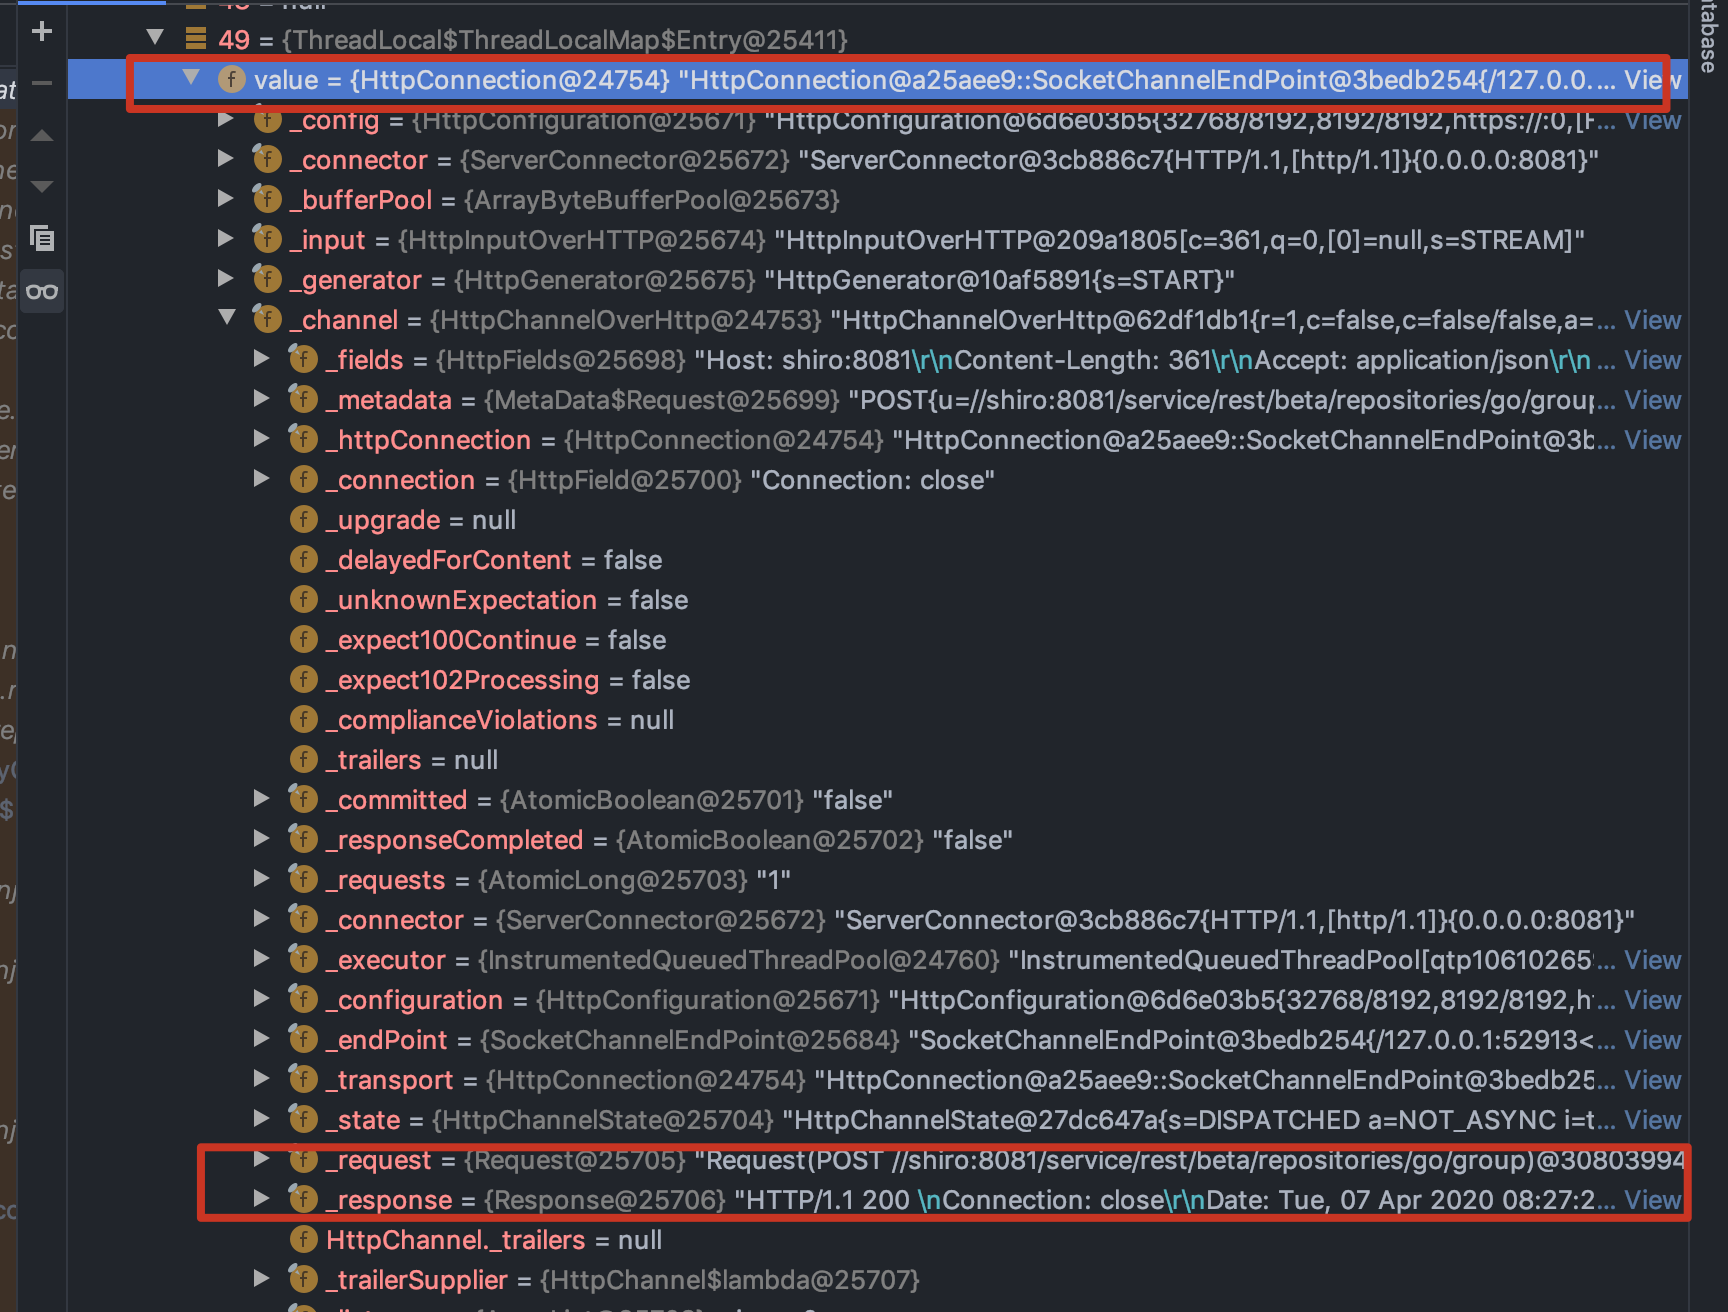 49 = {ThreadLocal$ThreadLocalMap$Entry@25411}
value = {HttpConnection@24754} "HttpConnection@a25aee9::SocketChannelEndPoint@3bedb254{/127.0.0.... View
_config = {HttpConfiguration@25671} "HttpConfiguration@6d6e03b5{32768/8192,8192/8192,https://:0,[F... View
_connector = {ServerConnector@25672} "ServerConnector@3cb886c7{HTTP/1.1,[http/1.1]}{0.0.0.0:8081}"
_bufferPool = {ArrayByteBufferPool@25673}
_input = {HttpInputOverHTTP@25674} "HttpInputOverHTTP@209a1805[c=361,q=0,[0]=null,s=STREAM]"
_generator = {HttpGenerator@25675} "HttpGenerator@10af5891{s=START}"
_channel = {HttpChannelOverHttp@24753} "HttpChannelOverHttp@62df1db1{r=1,c=false,c=false/false,a=... View
_fields = {HttpFields@25698} "Host: shiro:8081\r\nContent-Length: 361\r\nAccept: application/json\r\n ... View
_metadata = {MetaData$Request@25699} "POST{u=//shiro:8081/service/rest/beta/repositories/go/group... View
_httpConnection = {HttpConnection@24754} "HttpConnection@a25aee9::SocketChannelEndPoint@3b... View
_connection = {HttpField@25700} "Connection: close"
_upgrade = null
_delayedForContent = false
_unknownExpectation = false
_expect100Continue = false
_expect102Processing = false
_complianceViolations = null
_trailers = null
_committed = {AtomicBoolean@25701} "false"
_responseCompleted = {AtomicBoolean@25702} "false"
_requests = {AtomicLong@25703} "1"
_connector = {ServerConnector@25672} "ServerConnector@3cb886c7{HTTP/1.1,[http/1.1]}{0.0.0.0:8081}"
_executor = {InstrumentedQueuedThreadPool@24760} "InstrumentedQueuedThreadPool[qtp106102659... View
_configuration = {HttpConfiguration@25671} "HttpConfiguration@6d6e03b5{32768/8192,8192/8192,h... View
_endPoint = {SocketChannelEndPoint@25684} "SocketChannelEndPoint@3bedb254{/127.0.0.1:52913<... View
_transport = {HttpConnection@24754} "HttpConnection@a25aee9::SocketChannelEndPoint@3bedb25... View
_state = {HttpChannelState@25704} "HttpChannelState@27dc647a{s=DISPATCHED a=NOT_ASYNC i=t... View
_request = {Request@25705} "Request(POST //shiro:8081/service/rest/beta/repositories/go/group)@30803994
_response = {Response@25706} "HTTP/1.1 200 \nConnection: close\r\nDate: Tue, 07 Apr 2020 08:27:2... View
HttpChannel._trailers = null
_trailerSupplier = {HttpChannel$lambda@25707}